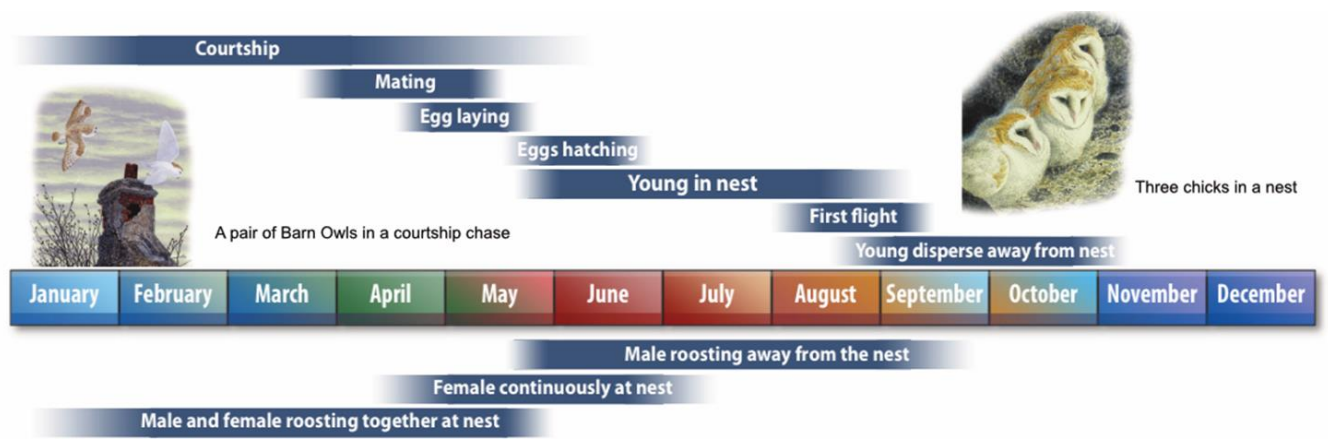 Courtship
Mating
Egg laying
Eggs hatching
Young in nest
Three chicks in a nest
First flight
A pair of Barn Owls in a courtship chase
Young disperse away from nest
January February March April May June July August September October November December
Male roosting away from the nest
Female continuously at nest
Male and female roosting together at nest